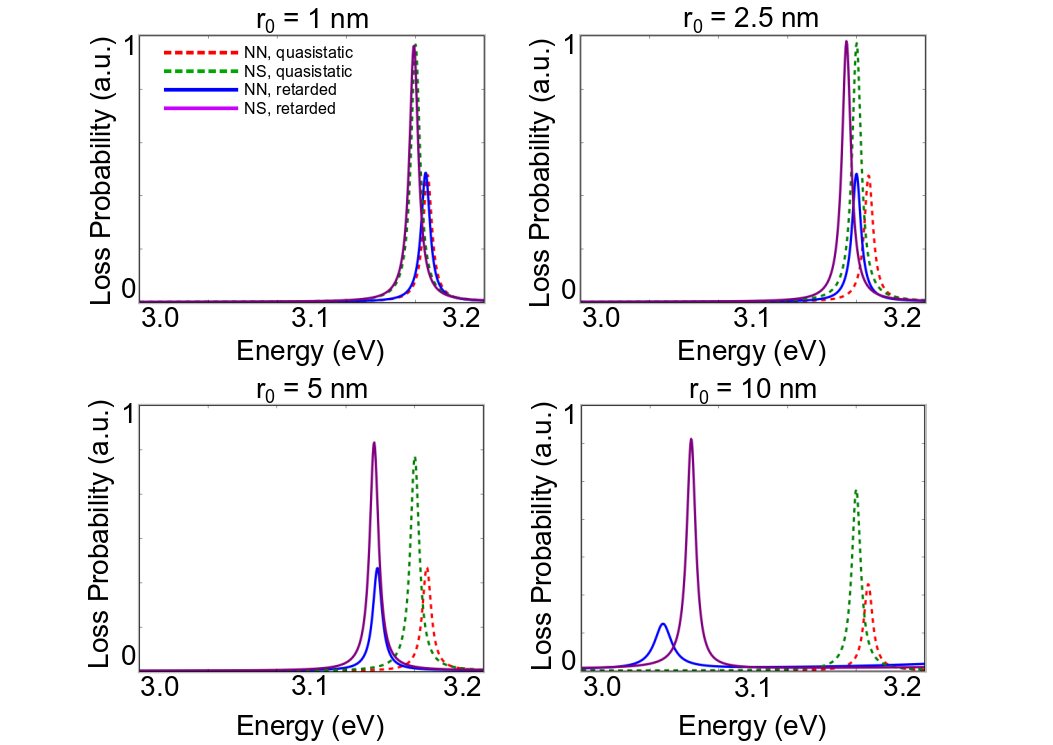 r0 = 1 nm
1
NN, quasistatic
NS, quasistatic
NN, retarded
NS, retarded
Loss Probability (a.u.)
0
3.0 3.1 3.2
Energy (eV)
r0 = 2.5 nm
1
Loss Probability (a.u.)
0
3.0 3.1 3.2
Energy (eV)
r0 = 5 nm
1
Loss Probability (a.u.)
0
3.0 3.1 3.2
Energy (eV)
r0 = 10 nm
1
Loss Probability (a.u.)
0
3.0 3.1 3.2
Energy (eV)